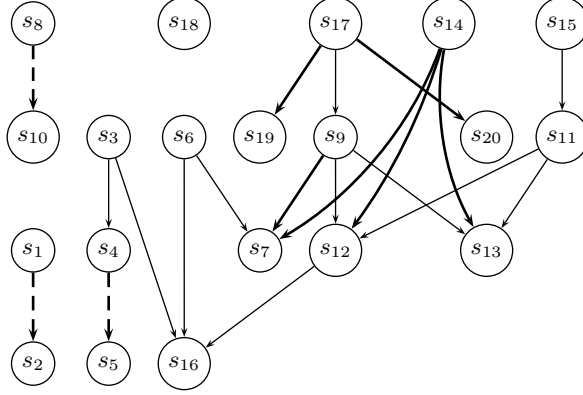 s₈ s₁₈ s₁₇ s₁₄ s₁₅
s₁₀ s₃ s₆ s₁₉ s₉ s₂₀ s₁₁
s₁ s₄ s₇ s₁₂ s₁₃
s₂ s₅ s₁₆